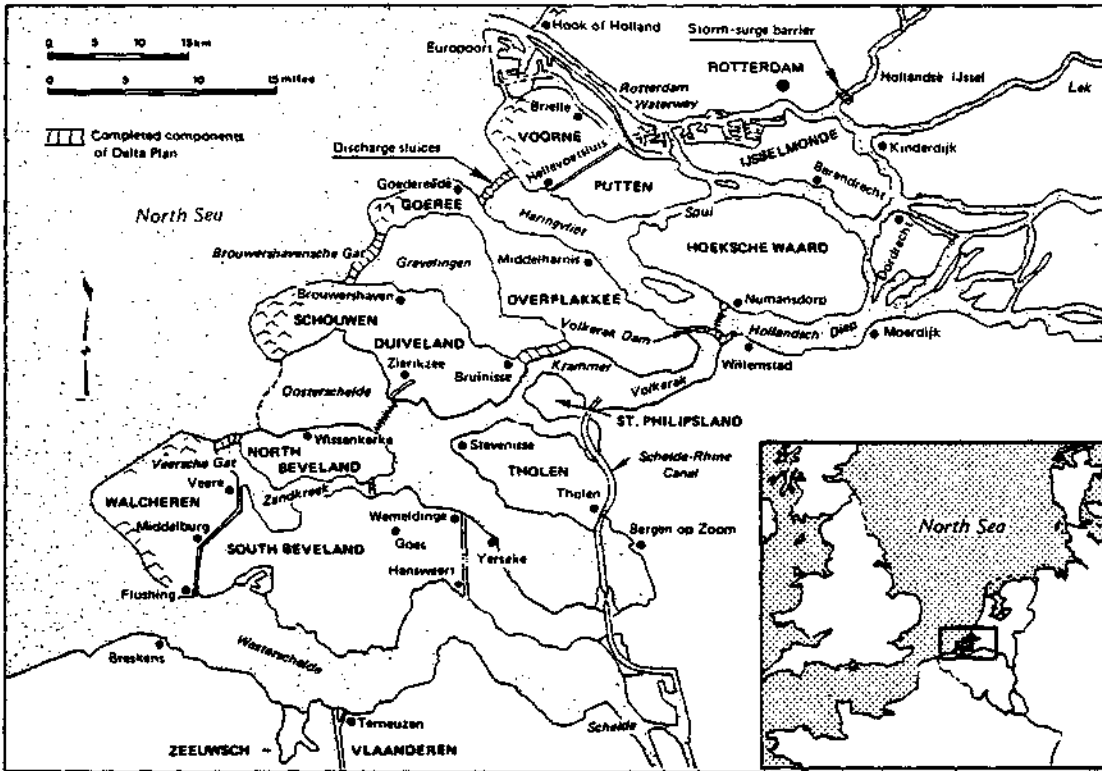 0 5 10 15km
0 5 10 15 miles
Completed components
of Delta Plan
North Sea
Hook of Holland
Europoort
Storm-surge barrier
ROTTERDAM
Rotterdam
Waterway
Hollandse IJssel
Lek
Brielle
VOORNE
Discharge sluices
Hellevoetsluis
IJSSELMONDE
Kinderdijk
Barendrecht
PUTTEN
Goedereede
GOEREE
Haringvliet
Spui
HOEKSCHE WAARD
Dordrecht
Brouwershavensche Gat
Grevelingen
Middelharnis
OVERFLAKKEE
Numansdorp
Brouwershaven
SCHOUWEN
Volkerak Dam
Hollandsch Diep
Moerdijk
DUIVELAND
Zierikzee
Bruinisse
Krammer
Volkerak
Willemstad
Oosterschelde
ST. PHILIPSLAND
Wissenkerke
NORTH
BEVELAND
Stevenisse
THOLEN
Schelde-Rhine
Canal
Veersche Gat
Veere
Zandkreek
WALCHEREN
Tholen
Middelburg
Wemeldinge
Goes
SOUTH BEVELAND
Yerseke
Bergen op Zoom
Hansweert
Flushing
Westerschelde
Breskens
Terneuzen
Schelde
ZEEUWSCH - VLAANDEREN
North Sea